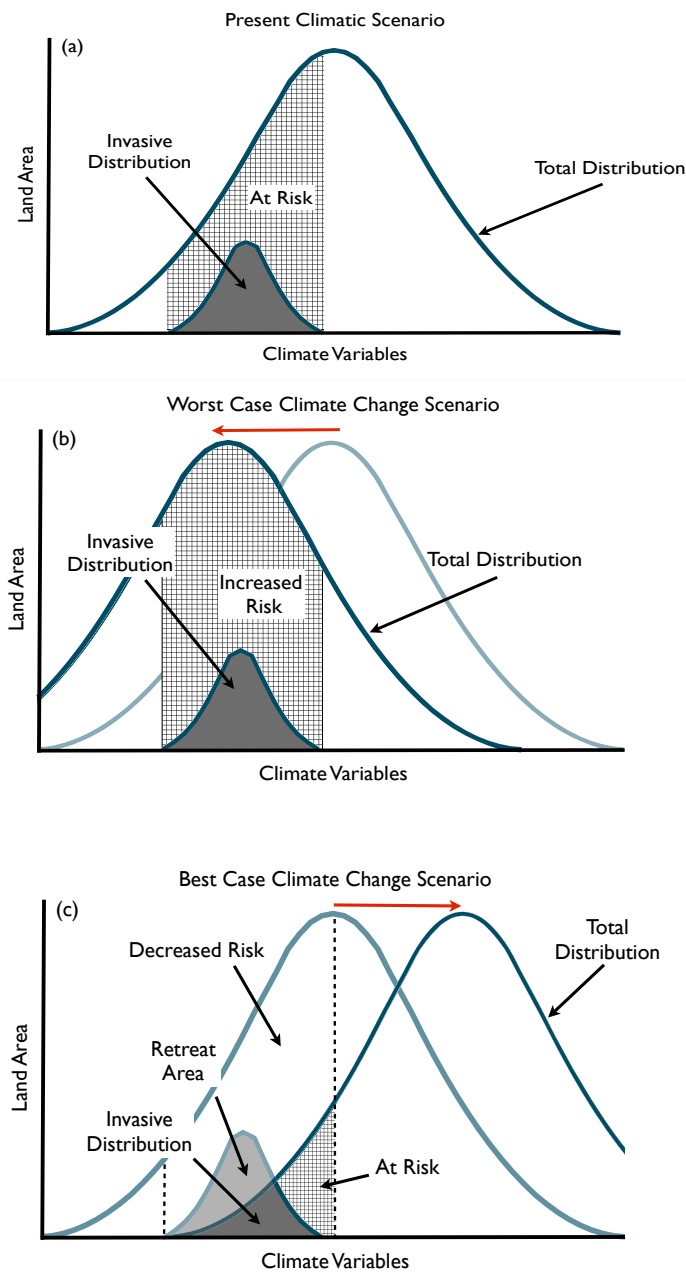 Present Climatic Scenario
(a)
Invasive
Distribution
Total Distribution
At Risk
Land Area
Climate Variables
Worst Case Climate Change Scenario
(b)
Invasive
Distribution
Total Distribution
Increased
Risk
Land Area
Climate Variables
Best Case Climate Change Scenario
(c)
Total
Distribution
Decreased Risk
Retreat
Area
Invasive
Distribution
At Risk
Land Area
Climate Variables